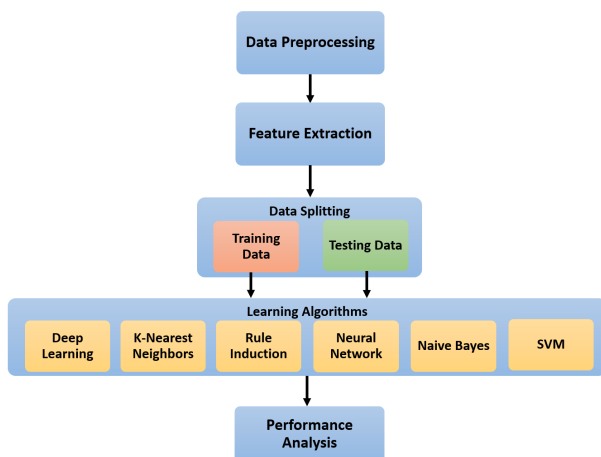 Data Preprocessing
Feature Extraction
Data Splitting
Training
Data
Testing Data
Learning Algorithms
Deep
Learning
K-Nearest
Neighbors
Rule
Induction
Neural
Network
Naive Bayes
SVM
Performance
Analysis